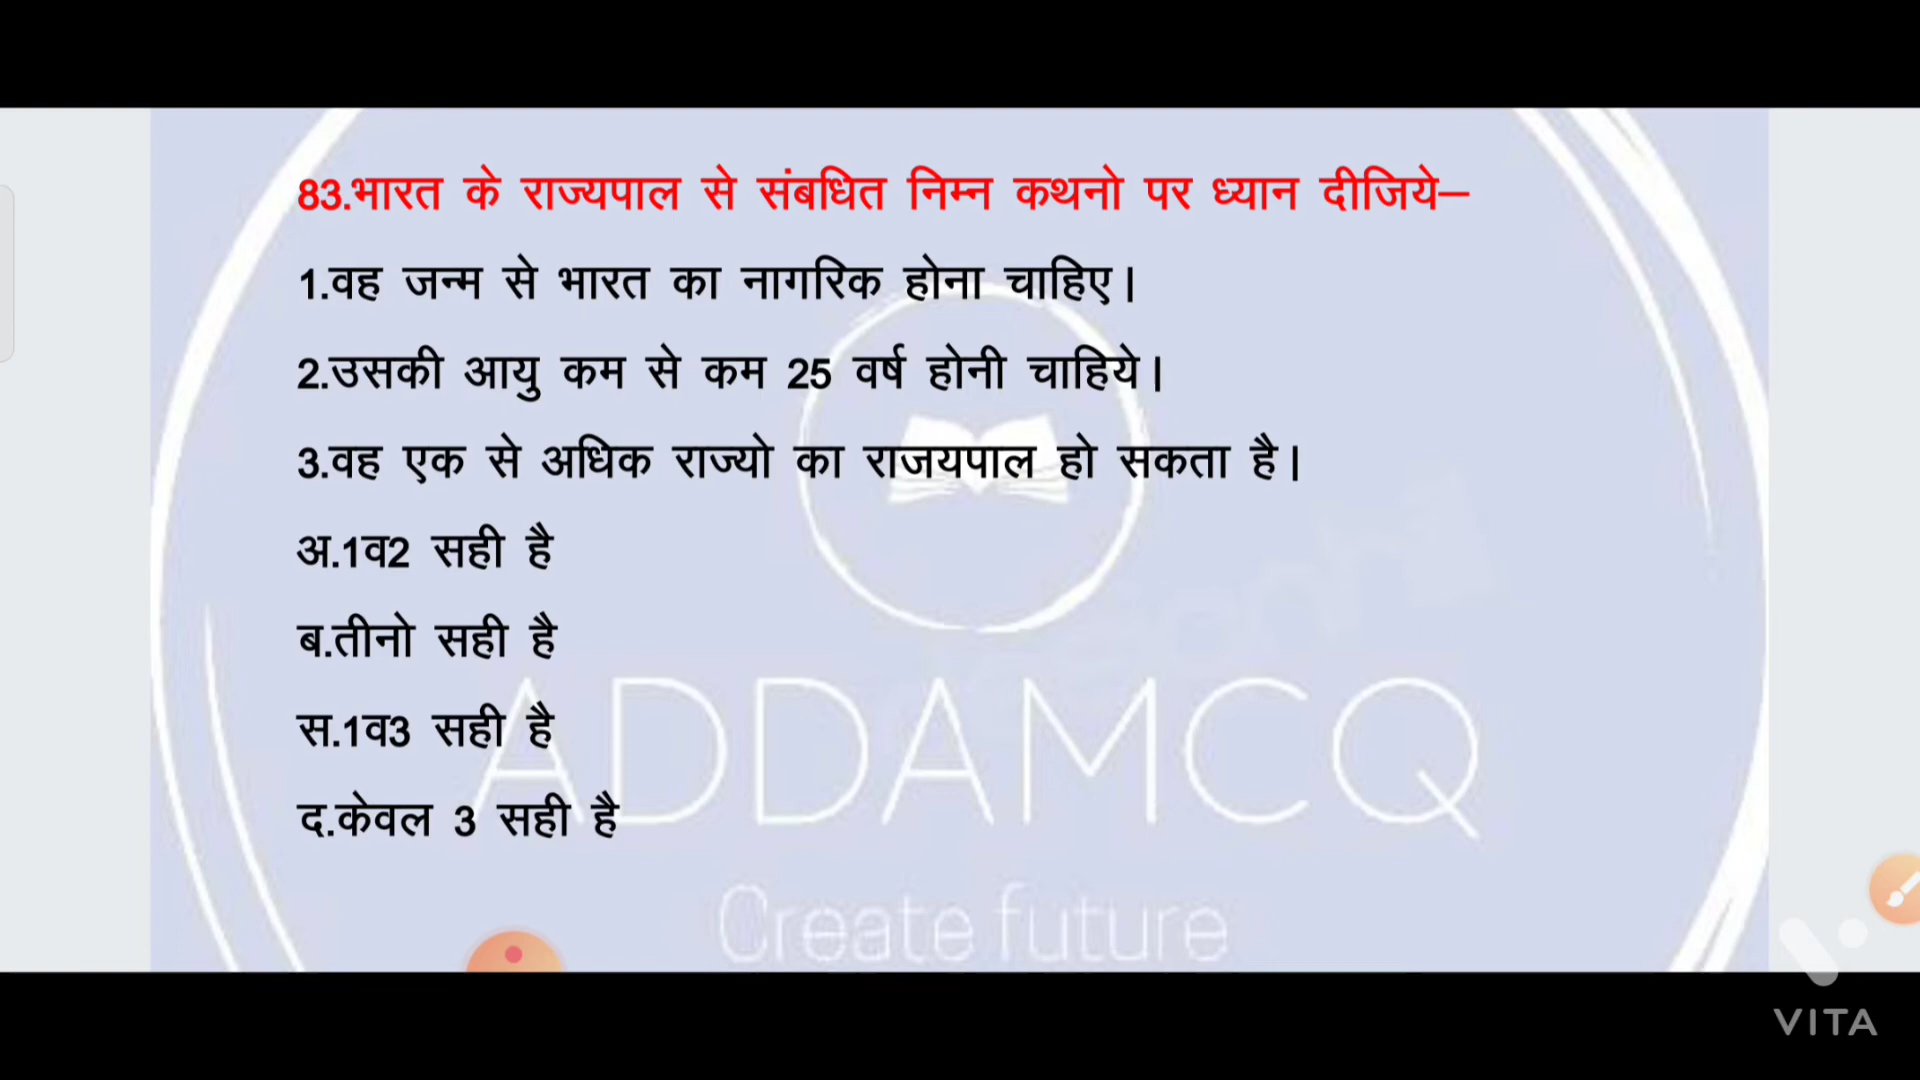 83.भारत के राज्यपाल से संबधित निम्न कथनो पर ध्यान दीजिये–
1.वह जन्म से भारत का नागरिक होना चाहिए।
2.उसकी आयु कम से कम 25 वर्ष होनी चाहिये।
3.वह एक से अधिक राज्यो का राजयपाल हो सकता है।
अ.1व2 सही है
ब.तीनो सही है
स.1व3 सही है
द.केवल 3 सही है
ADDAMCQ
Create future
VITA